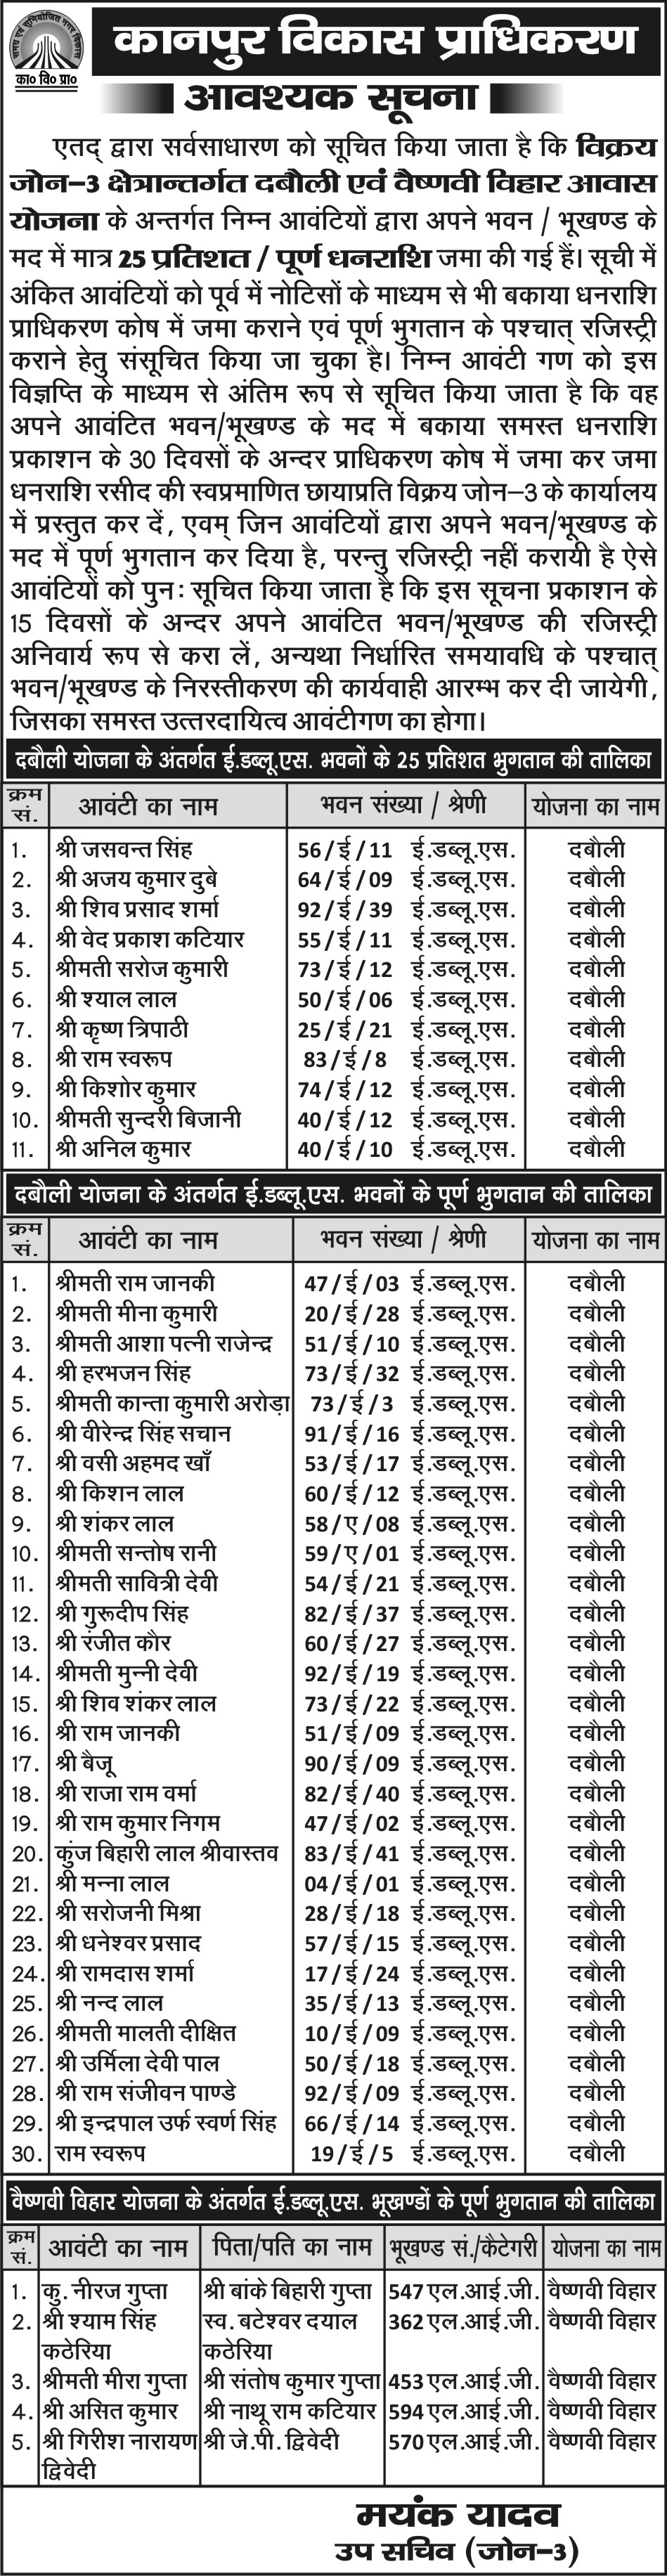 समग्र एवं सुनियोजित नगर विकास
का० वि० प्रा०
कानपुर विकास प्राधिकरण
आवश्यक सूचना
एतद् द्वारा सर्वसाधारण को सूचित किया जाता है कि विक्रय
जोन–3 क्षेत्रान्तर्गत दबौली एवं वैष्णवी विहार आवास
योजना के अन्तर्गत निम्न आवंटियों द्वारा अपने भवन / भूखण्ड के
मद में मात्र 25 प्रतिशत / पूर्ण धनराशि जमा की गई हैं। सूची में
अंकित आवंटियों को पूर्व में नोटिसों के माध्यम से भी बकाया धनराशि
प्राधिकरण कोष में जमा कराने एवं पूर्ण भुगतान के पश्चात् रजिस्ट्री
कराने हेतु संसूचित किया जा चुका है। निम्न आवंटी गण को इस
विज्ञप्ति के माध्यम से अंतिम रूप से सूचित किया जाता है कि वह
अपने आवंटित भवन/भूखण्ड के मद में बकाया समस्त धनराशि
प्रकाशन के 30 दिवसों के अन्दर प्राधिकरण कोष में जमा कर जमा
धनराशि रसीद की स्वप्रमाणित छायाप्रति विक्रय जोन–3 के कार्यालय
में प्रस्तुत कर दें, एवम् जिन आवंटियों द्वारा अपने भवन/भूखण्ड के
मद में पूर्ण भुगतान कर दिया है, परन्तु रजिस्ट्री नहीं करायी है ऐसे
आवंटियों को पुनः सूचित किया जाता है कि इस सूचना प्रकाशन के
15 दिवसों के अन्दर अपने आवंटित भवन/भूखण्ड की रजिस्ट्री
अनिवार्य रूप से करा लें, अन्यथा निर्धारित समयावधि के पश्चात्
भवन/भूखण्ड के निरस्तीकरण की कार्यवाही आरम्भ कर दी जायेगी,
जिसका समस्त उत्तरदायित्व आवंटीगण का होगा।
दबौली योजना के अंतर्गत ई.डब्लू.एस. भवनों के 25 प्रतिशत भुगतान की तालिका
क्रम सं. आवंटी का नाम भवन संख्या / श्रेणी योजना का नाम
1. श्री जसवन्त सिंह 56/ई/11 ई.डब्लू.एस. दबौली
2. श्री अजय कुमार दुबे 64/ई/09 ई.डब्लू.एस. दबौली
3. श्री शिव प्रसाद शर्मा 92/ई/39 ई.डब्लू.एस. दबौली
4. श्री वेद प्रकाश कटियार 55/ई/11 ई.डब्लू.एस. दबौली
5. श्रीमती सरोज कुमारी 73/ई/12 ई.डब्लू.एस. दबौली
6. श्री श्याल लाल 50/ई/06 ई.डब्लू.एस. दबौली
7. श्री कृष्ण त्रिपाठी 25/ई/21 ई.डब्लू.एस. दबौली
8. श्री राम स्वरूप 83/ई/8 ई.डब्लू.एस. दबौली
9. श्री किशोर कुमार 74/ई/12 ई.डब्लू.एस. दबौली
10. श्रीमती सुन्दरी बिजानी 40/ई/12 ई.डब्लू.एस. दबौली
11. श्री अनिल कुमार 40/ई/10 ई.डब्लू.एस. दबौली
दबौली योजना के अंतर्गत ई.डब्लू.एस. भवनों के पूर्ण भुगतान की तालिका
क्रम सं. आवंटी का नाम भवन संख्या / श्रेणी योजना का नाम
1. श्रीमती राम जानकी 47/ई/03 ई.डब्लू.एस. दबौली
2. श्रीमती मीना कुमारी 20/ई/28 ई.डब्लू.एस. दबौली
3. श्रीमती आशा पत्नी राजेन्द्र 51/ई/10 ई.डब्लू.एस. दबौली
4. श्री हरभजन सिंह 73/ई/32 ई.डब्लू.एस. दबौली
5. श्रीमती कान्ता कुमारी अरोड़ा 73/ई/3 ई.डब्लू.एस. दबौली
6. श्री वीरेन्द्र सिंह सचान 91/ई/16 ई.डब्लू.एस. दबौली
7. श्री वसी अहमद खाँ 53/ई/17 ई.डब्लू.एस. दबौली
8. श्री किशन लाल 60/ई/12 ई.डब्लू.एस. दबौली
9. श्री शंकर लाल 58/ए/08 ई.डब्लू.एस. दबौली
10. श्रीमती सन्तोष रानी 59/ए/01 ई.डब्लू.एस. दबौली
11. श्रीमती सावित्री देवी 54/ई/21 ई.डब्लू.एस. दबौली
12. श्री गुरूदीप सिंह 82/ई/37 ई.डब्लू.एस. दबौली
13. श्री रंजीत कौर 60/ई/27 ई.डब्लू.एस. दबौली
14. श्रीमती मुन्नी देवी 92/ई/19 ई.डब्लू.एस. दबौली
15. श्री शिव शंकर लाल 73/ई/22 ई.डब्लू.एस. दबौली
16. श्री राम जानकी 51/ई/09 ई.डब्लू.एस. दबौली
17. श्री बैजू 90/ई/09 ई.डब्लू.एस. दबौली
18. श्री राजा राम वर्मा 82/ई/40 ई.डब्लू.एस. दबौली
19. श्री राम कुमार निगम 47/ई/02 ई.डब्लू.एस. दबौली
20. कुंज बिहारी लाल श्रीवास्तव 83/ई/41 ई.डब्लू.एस. दबौली
21. श्री मन्ना लाल 04/ई/01 ई.डब्लू.एस. दबौली
22. श्री सरोजनी मिश्रा 28/ई/18 ई.डब्लू.एस. दबौली
23. श्री धनेश्वर प्रसाद 57/ई/15 ई.डब्लू.एस. दबौली
24. श्री रामदास शर्मा 17/ई/24 ई.डब्लू.एस. दबौली
25. श्री नन्द लाल 35/ई/13 ई.डब्लू.एस. दबौली
26. श्रीमती मालती दीक्षित 10/ई/09 ई.डब्लू.एस. दबौली
27. श्री उर्मिला देवी पाल 50/ई/18 ई.डब्लू.एस. दबौली
28. श्री राम संजीवन पाण्डे 92/ई/09 ई.डब्लू.एस. दबौली
29. श्री इन्द्रपाल उर्फ स्वर्ण सिंह 66/ई/14 ई.डब्लू.एस. दबौली
30. राम स्वरूप 19/ई/5 ई.डब्लू.एस. दबौली
वैष्णवी विहार योजना के अंतर्गत ई.डब्लू.एस. भूखण्डों के पूर्ण भुगतान की तालिका
क्रम सं. आवंटी का नाम पिता/पति का नाम भूखण्ड सं./कैटेगरी योजना का नाम
1. कु. नीरज गुप्ता श्री बांके बिहारी गुप्ता 547 एल.आई.जी. वैष्णवी विहार
2. श्री श्याम सिंह स्व. बटेश्वर दयाल 362 एल.आई.जी. वैष्णवी विहार
कठेरिया कठेरिया
3. श्रीमती मीरा गुप्ता श्री संतोष कुमार गुप्ता 453 एल.आई.जी. वैष्णवी विहार
4. श्री असित कुमार श्री नाथू राम कटियार 594 एल.आई.जी. वैष्णवी विहार
5. श्री गिरीश नारायण श्री जे.पी. द्विवेदी 570 एल.आई.जी. वैष्णवी विहार
द्विवेदी
मयंक यादव
उप सचिव (जोन–3)